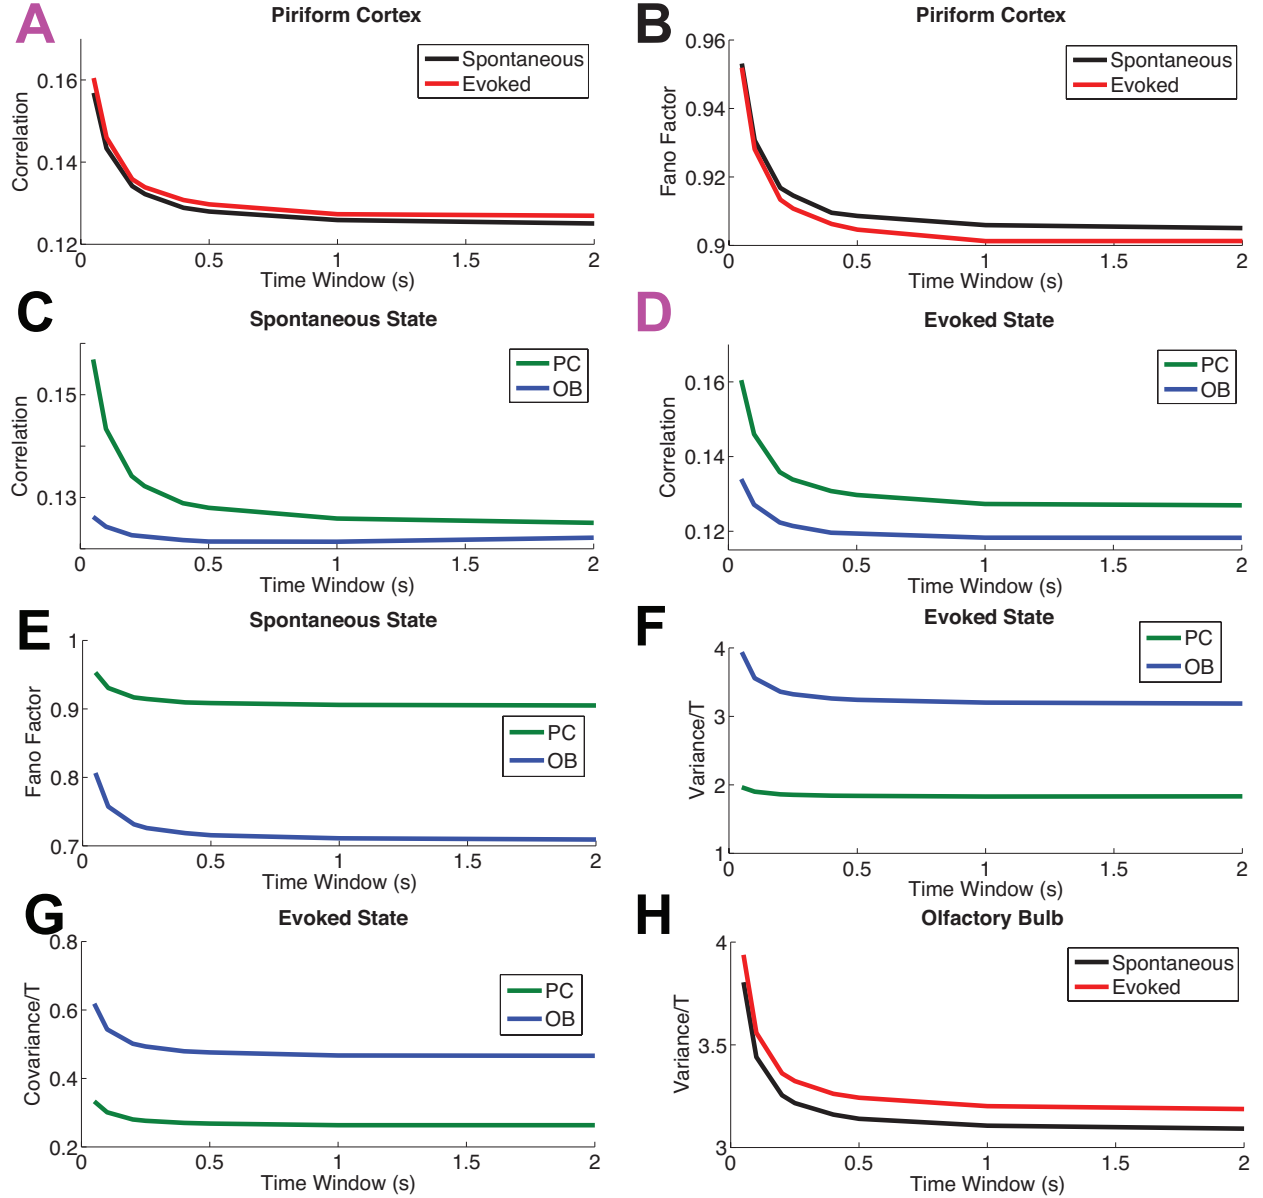 A
Piriform Cortex
Correlation
0.16
0.14
0.12
Spontaneous
Evoked
0 0.5 1 1.5 2
Time Window (s)
B
Piriform Cortex
Fano Factor
0.96
0.94
0.92
0.9
Spontaneous
Evoked
0 0.5 1 1.5 2
Time Window (s)
C
Spontaneous State
Correlation
0.15
0.13
PC
OB
0 0.5 1 1.5 2
Time Window (s)
D
Evoked State
Correlation
0.16
0.14
0.12
PC
OB
0 0.5 1 1.5 2
Time Window (s)
E
Spontaneous State
Fano Factor
1
0.9
0.8
0.7
PC
OB
0 0.5 1 1.5 2
Time Window (s)
F
Evoked State
Variance/T
4
3
2
1
PC
OB
0 0.5 1 1.5 2
Time Window (s)
G
Evoked State
Covariance/T
0.8
0.6
0.4
0.2
PC
OB
0 0.5 1 1.5 2
Time Window (s)
H
Olfactory Bulb
Variance/T
4
3.5
3
Spontaneous
Evoked
0 0.5 1 1.5 2
Time Window (s)